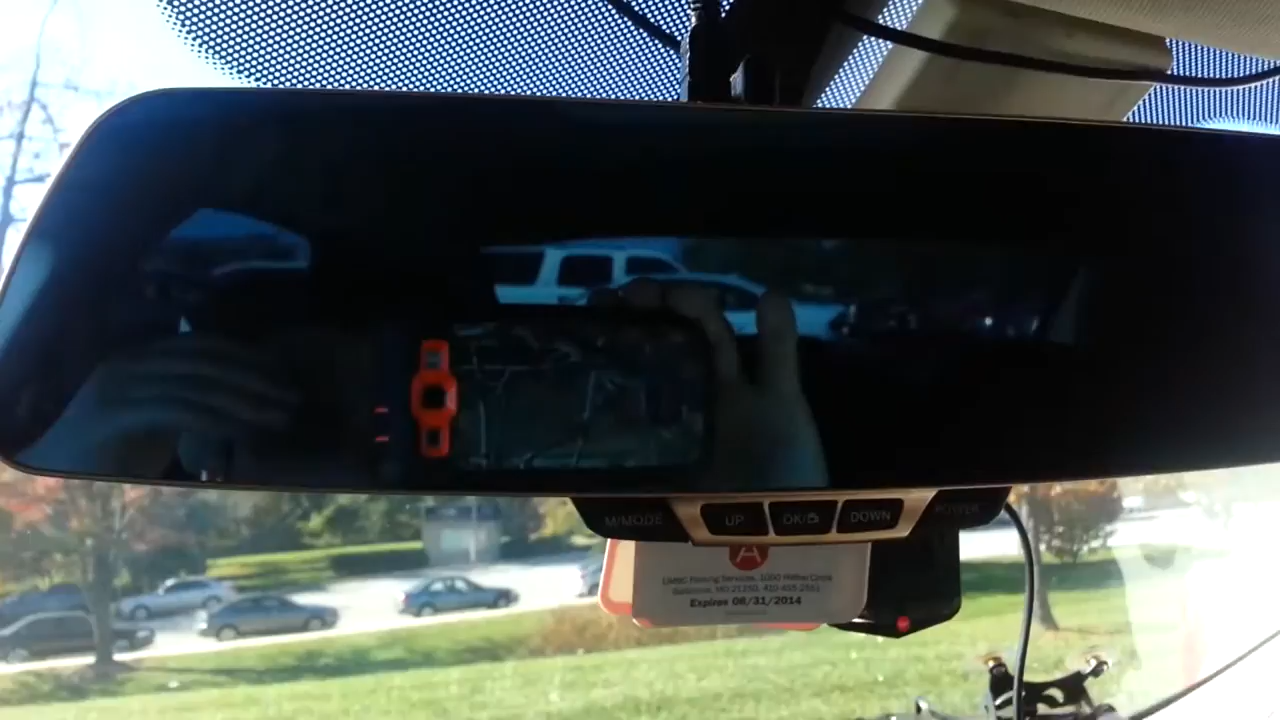 M/MODE UP OK/ DOWN POWER
A
UMBC Parking Services, 1000 Hilltop Circle
Baltimore, MD 21250, 410-455-2551
Expires 08/31/2014